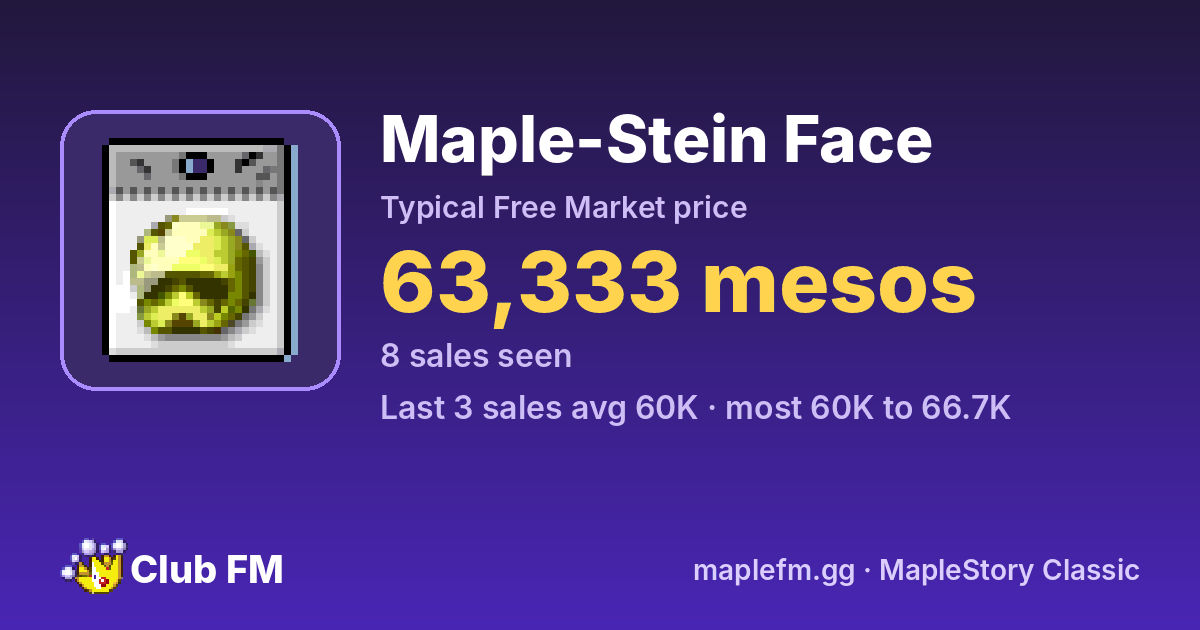 Maple-Stein Face
Typical Free Market price
63,333 mesos
8 sales seen
Last 3 sales avg 60K · most 60K to 66.7K
Club FM
maplefm.gg · MapleStory Classic